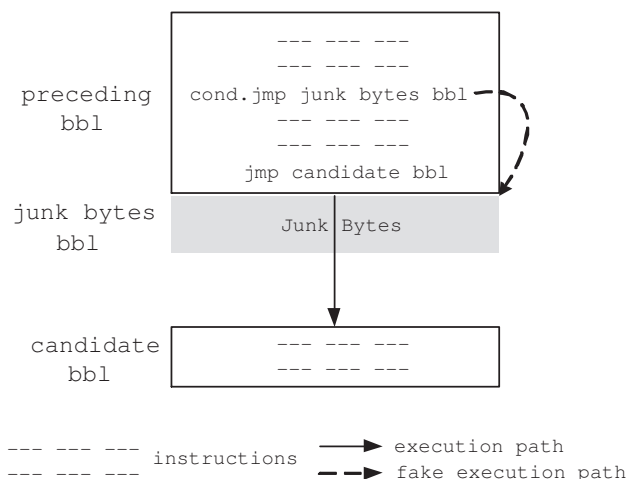 --- --- ---
--- --- ---
preceding bbl
cond.jmp junk bytes bbl
--- --- ---
--- --- ---
jmp candidate bbl
junk bytes bbl
Junk Bytes
candidate bbl
--- --- ---
--- --- ---
--- --- ---
--- --- ---
instructions
execution path
fake execution path